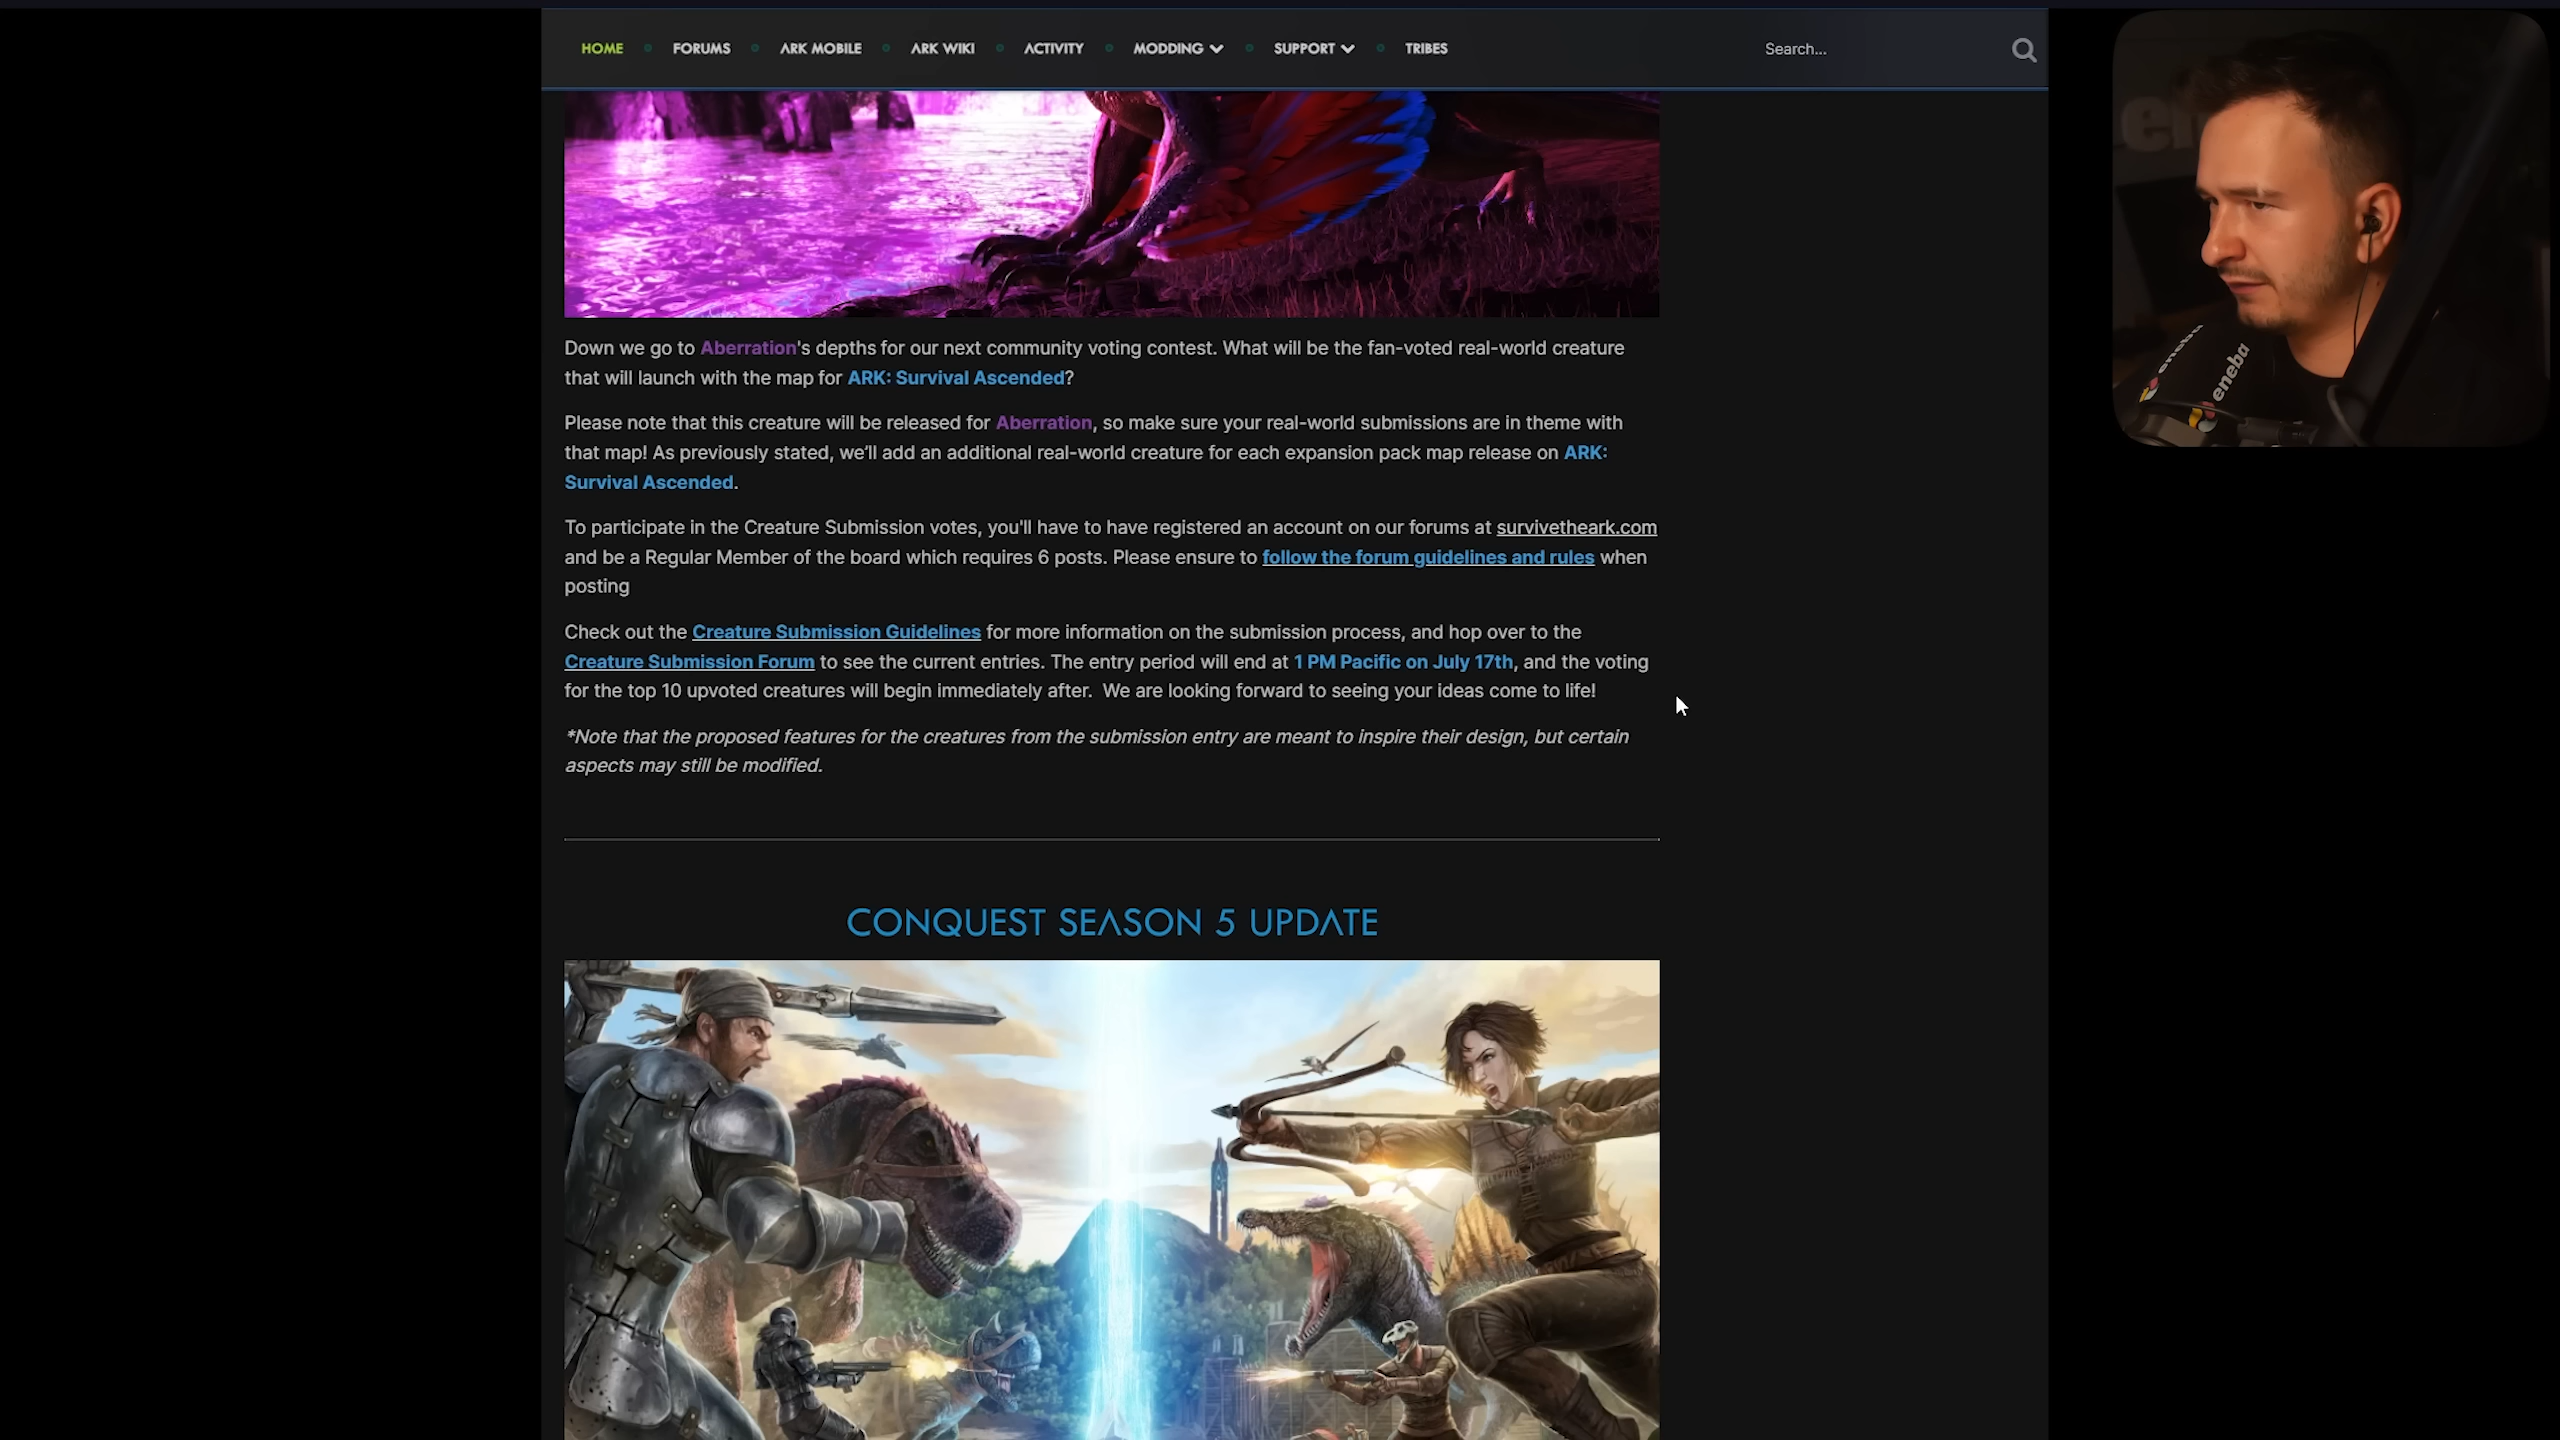 HOME FORUMS ARK MOBILE ARK WIKI ACTIVITY MODDING SUPPORT TRIBES Search...
Down we go to Aberration's depths for our next community voting contest. What will be the fan-voted real-world creature
that will launch with the map for ARK: Survival Ascended?
Please note that this creature will be released for Aberration, so make sure your real-world submissions are in theme with
that map! As previously stated, we'll add an additional real-world creature for each expansion pack map release on ARK:
Survival Ascended.
To participate in the Creature Submission votes, you'll have to have registered an account on our forums at survivetheark.com
and be a Regular Member of the board which requires 6 posts. Please ensure to follow the forum guidelines and rules when
posting
Check out the Creature Submission Guidelines for more information on the submission process, and hop over to the
Creature Submission Forum to see the current entries. The entry period will end at 1 PM Pacific on July 17th, and the voting
for the top 10 upvoted creatures will begin immediately after.  We are looking forward to seeing your ideas come to life!
*Note that the proposed features for the creatures from the submission entry are meant to inspire their design, but certain
aspects may still be modified.
CONQUEST SEASON 5 UPDATE
eneba
eneba